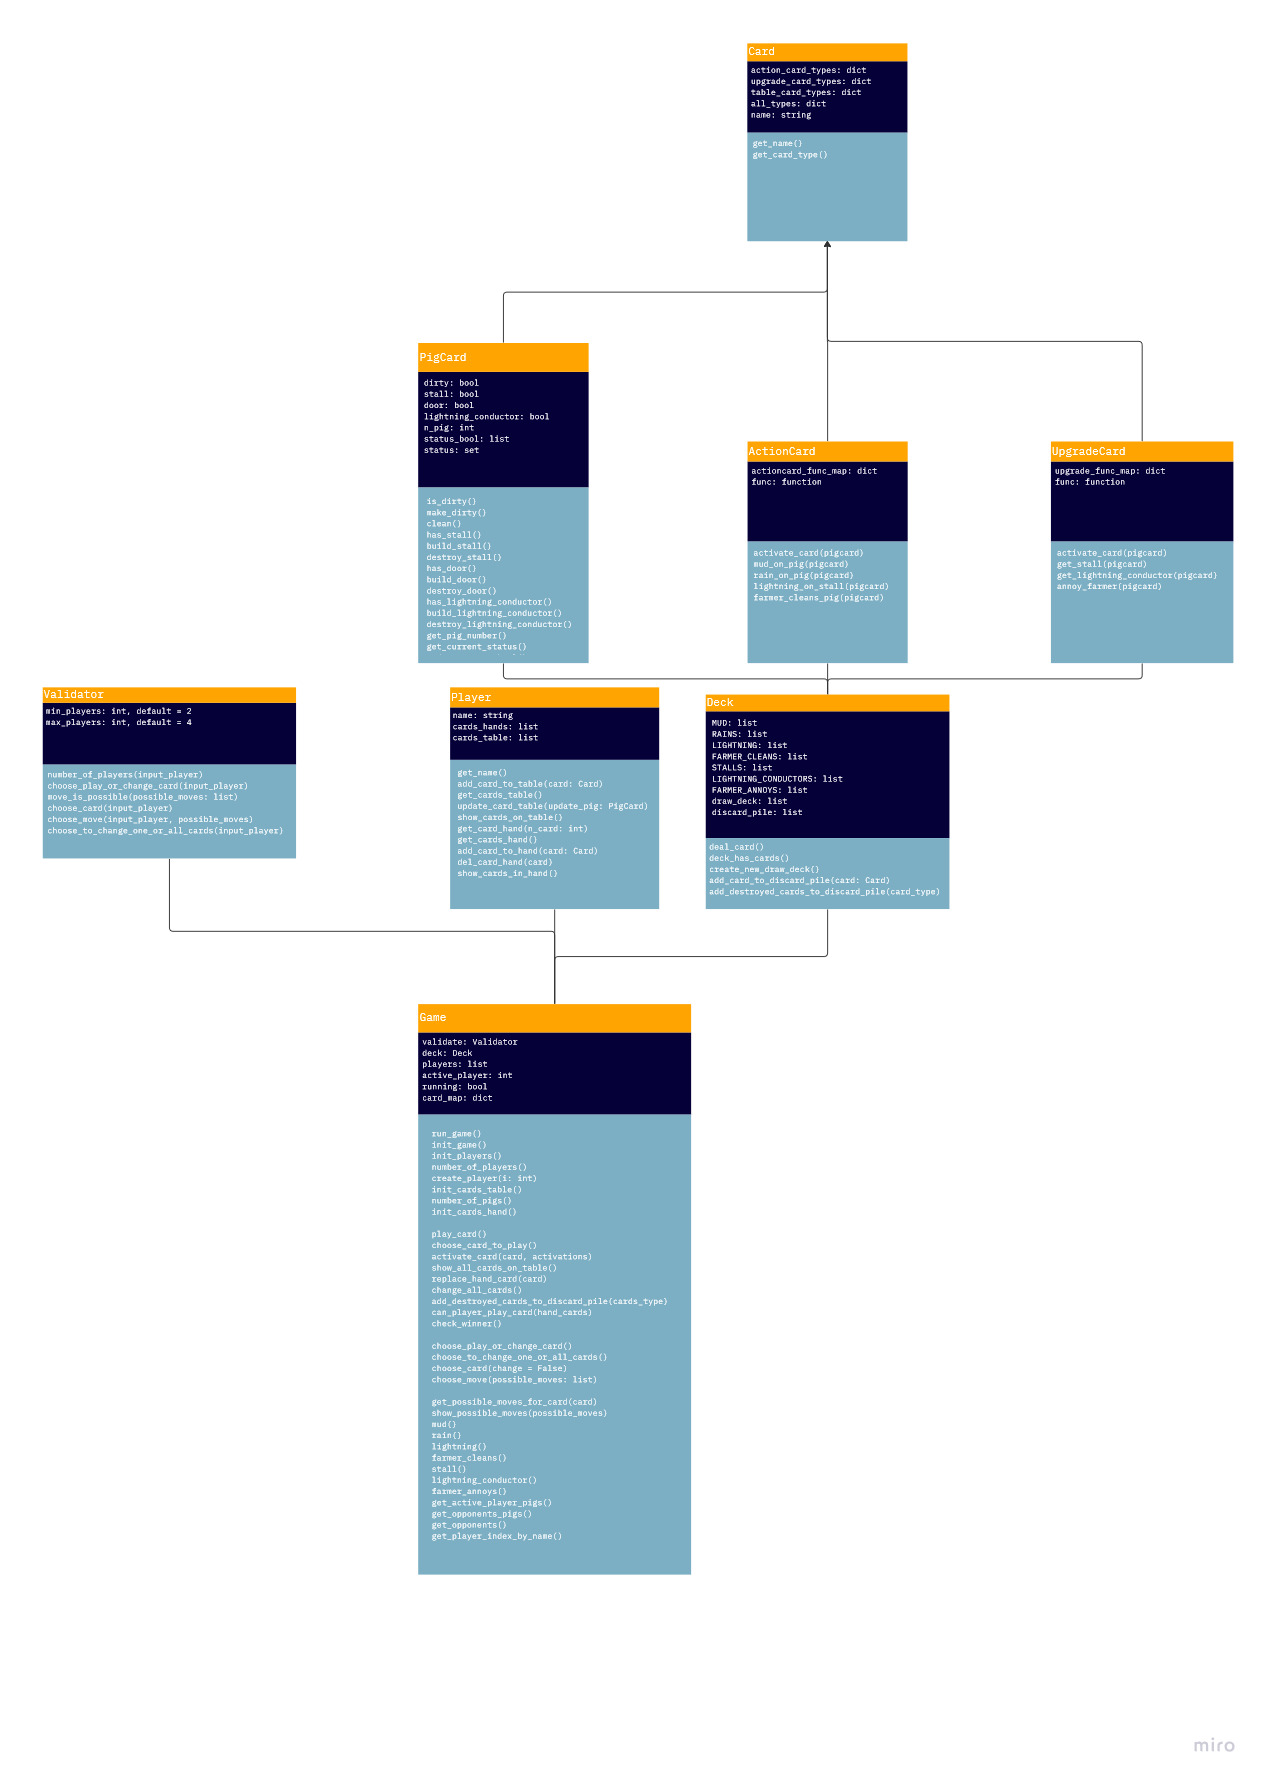 Card
action_card_types: dict
upgrade_card_types: dict
table_card_types: dict
all_types: dict
name: string
get_name()
get_card_type()
PigCard
dirty: bool
stall: bool
door: bool
lightning_conductor: bool
n_pig: int
status_bool: list
status: set
is_dirty()
make_dirty()
clean()
has_stall()
build_stall()
destroy_stall()
has_door()
build_door()
destroy_door()
has_lightning_conductor()
build_lightning_conductor()
destroy_lightning_conductor()
get_pig_number()
get_current_status()
ActionCard
actioncard_func_map: dict
func: function
activate_card(pigcard)
mud_on_pig(pigcard)
rain_on_pig(pigcard)
lightning_on_stall(pigcard)
farmer_cleans_pig(pigcard)
UpgradeCard
upgrade_func_map: dict
func: function
activate_card(pigcard)
get_stall(pigcard)
get_lightning_conductor(pigcard)
annoy_farmer(pigcard)
Validator
min_players: int, default = 2
max_players: int, default = 4
number_of_players(input_player)
choose_play_or_change_card(input_player)
move_is_possible(possible_moves: list)
choose_card(input_player)
choose_move(input_player, possible_moves)
choose_to_change_one_or_all_cards(input_player)
Player
name: string
cards_hands: list
cards_table: list
get_name()
add_card_to_table(card: Card)
get_cards_table()
update_card_table(update_pig: PigCard)
show_cards_on_table()
get_card_hand(n_card: int)
get_cards_hand()
add_card_to_hand(card: Card)
del_card_hand(card)
show_cards_in_hand()
Deck
MUD: list
RAINS: list
LIGHTNING: list
FARMER_CLEANS: list
STALLS: list
LIGHTNING_CONDUCTORS: list
FARMER_ANNOYS: list
draw_deck: list
discard_pile: list
deal_card()
deck_has_cards()
create_new_draw_deck()
add_card_to_discard_pile(card: Card)
add_destroyed_cards_to_discard_pile(card_type)
Game
validate: Validator
deck: Deck
players: list
active_player: int
running: bool
card_map: dict
run_game()
init_game()
init_players()
number_of_players()
create_player(i: int)
init_cards_table()
number_of_pigs()
init_cards_hand()
play_card()
choose_card_to_play()
activate_card(card, activations)
show_all_cards_on_table()
replace_hand_card(card)
change_all_cards()
add_destroyed_cards_to_discard_pile(cards_type)
can_player_play_card(hand_cards)
check_winner()
choose_play_or_change_card()
choose_to_change_one_or_all_cards()
choose_card(change = False)
choose_move(possible_moves: list)
get_possible_moves_for_card(card)
show_possible_moves(possible_moves)
mud()
rain()
lightning()
farmer_cleans()
stall()
lightning_conductor()
farmer_annoys()
get_active_player_pigs()
get_opponents_pigs()
get_opponents()
get_player_index_by_name()
miro